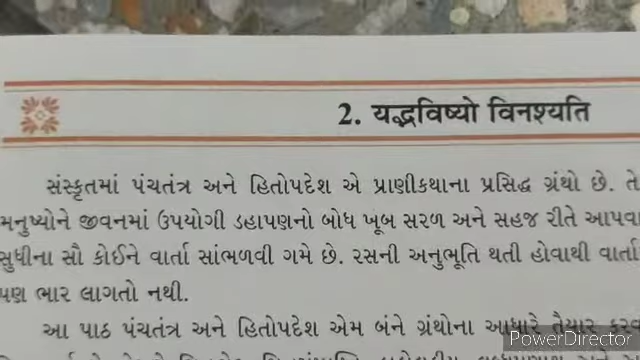 2. यद्भविष्यो विनश्यति
સંસ્કૃતમાં પંચતંત્ર અને હિતોપદેશ એ પ્રાણીકથાના પ્રસિદ્ધ ગ્રંથો છે. તે
મનુષ્યોને જીવનમાં ઉપયોગી ડહાપણનો બોધ ખૂબ સરળ અને સહજ રીતે આપવા
સુધીના સૌ કોઈને વાર્તા સાંભળવી ગમે છે. રસની અનુભૂતિ થતી હોવાથી વાર્તા
પણ ભાર લાગતો નથી.
આ પાઠ પંચતંત્ર અને હિતોપદેશ એમ બંને ગ્રંથોના આધારે તૈયાર કરવ
PowerDirector